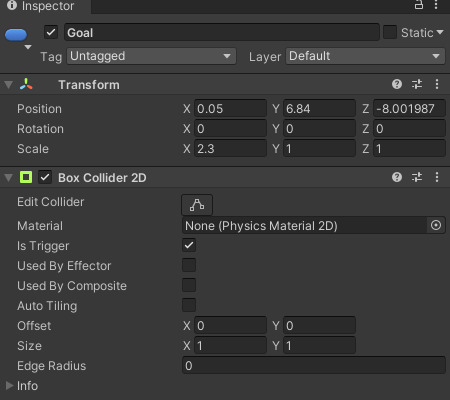 Inspector
Goal
Static
Tag Untagged Layer Default
Transform
Position X 0.05 Y 6.84 Z -8.001987
Rotation X 0 Y 0 Z 0
Scale X 2.3 Y 1 Z 1
Box Collider 2D
Edit Collider
Material None (Physics Material 2D)
Is Trigger
Used By Effector
Used By Composite
Auto Tiling
Offset X 0 Y 0
Size X 1 Y 1
Edge Radius 0
Info